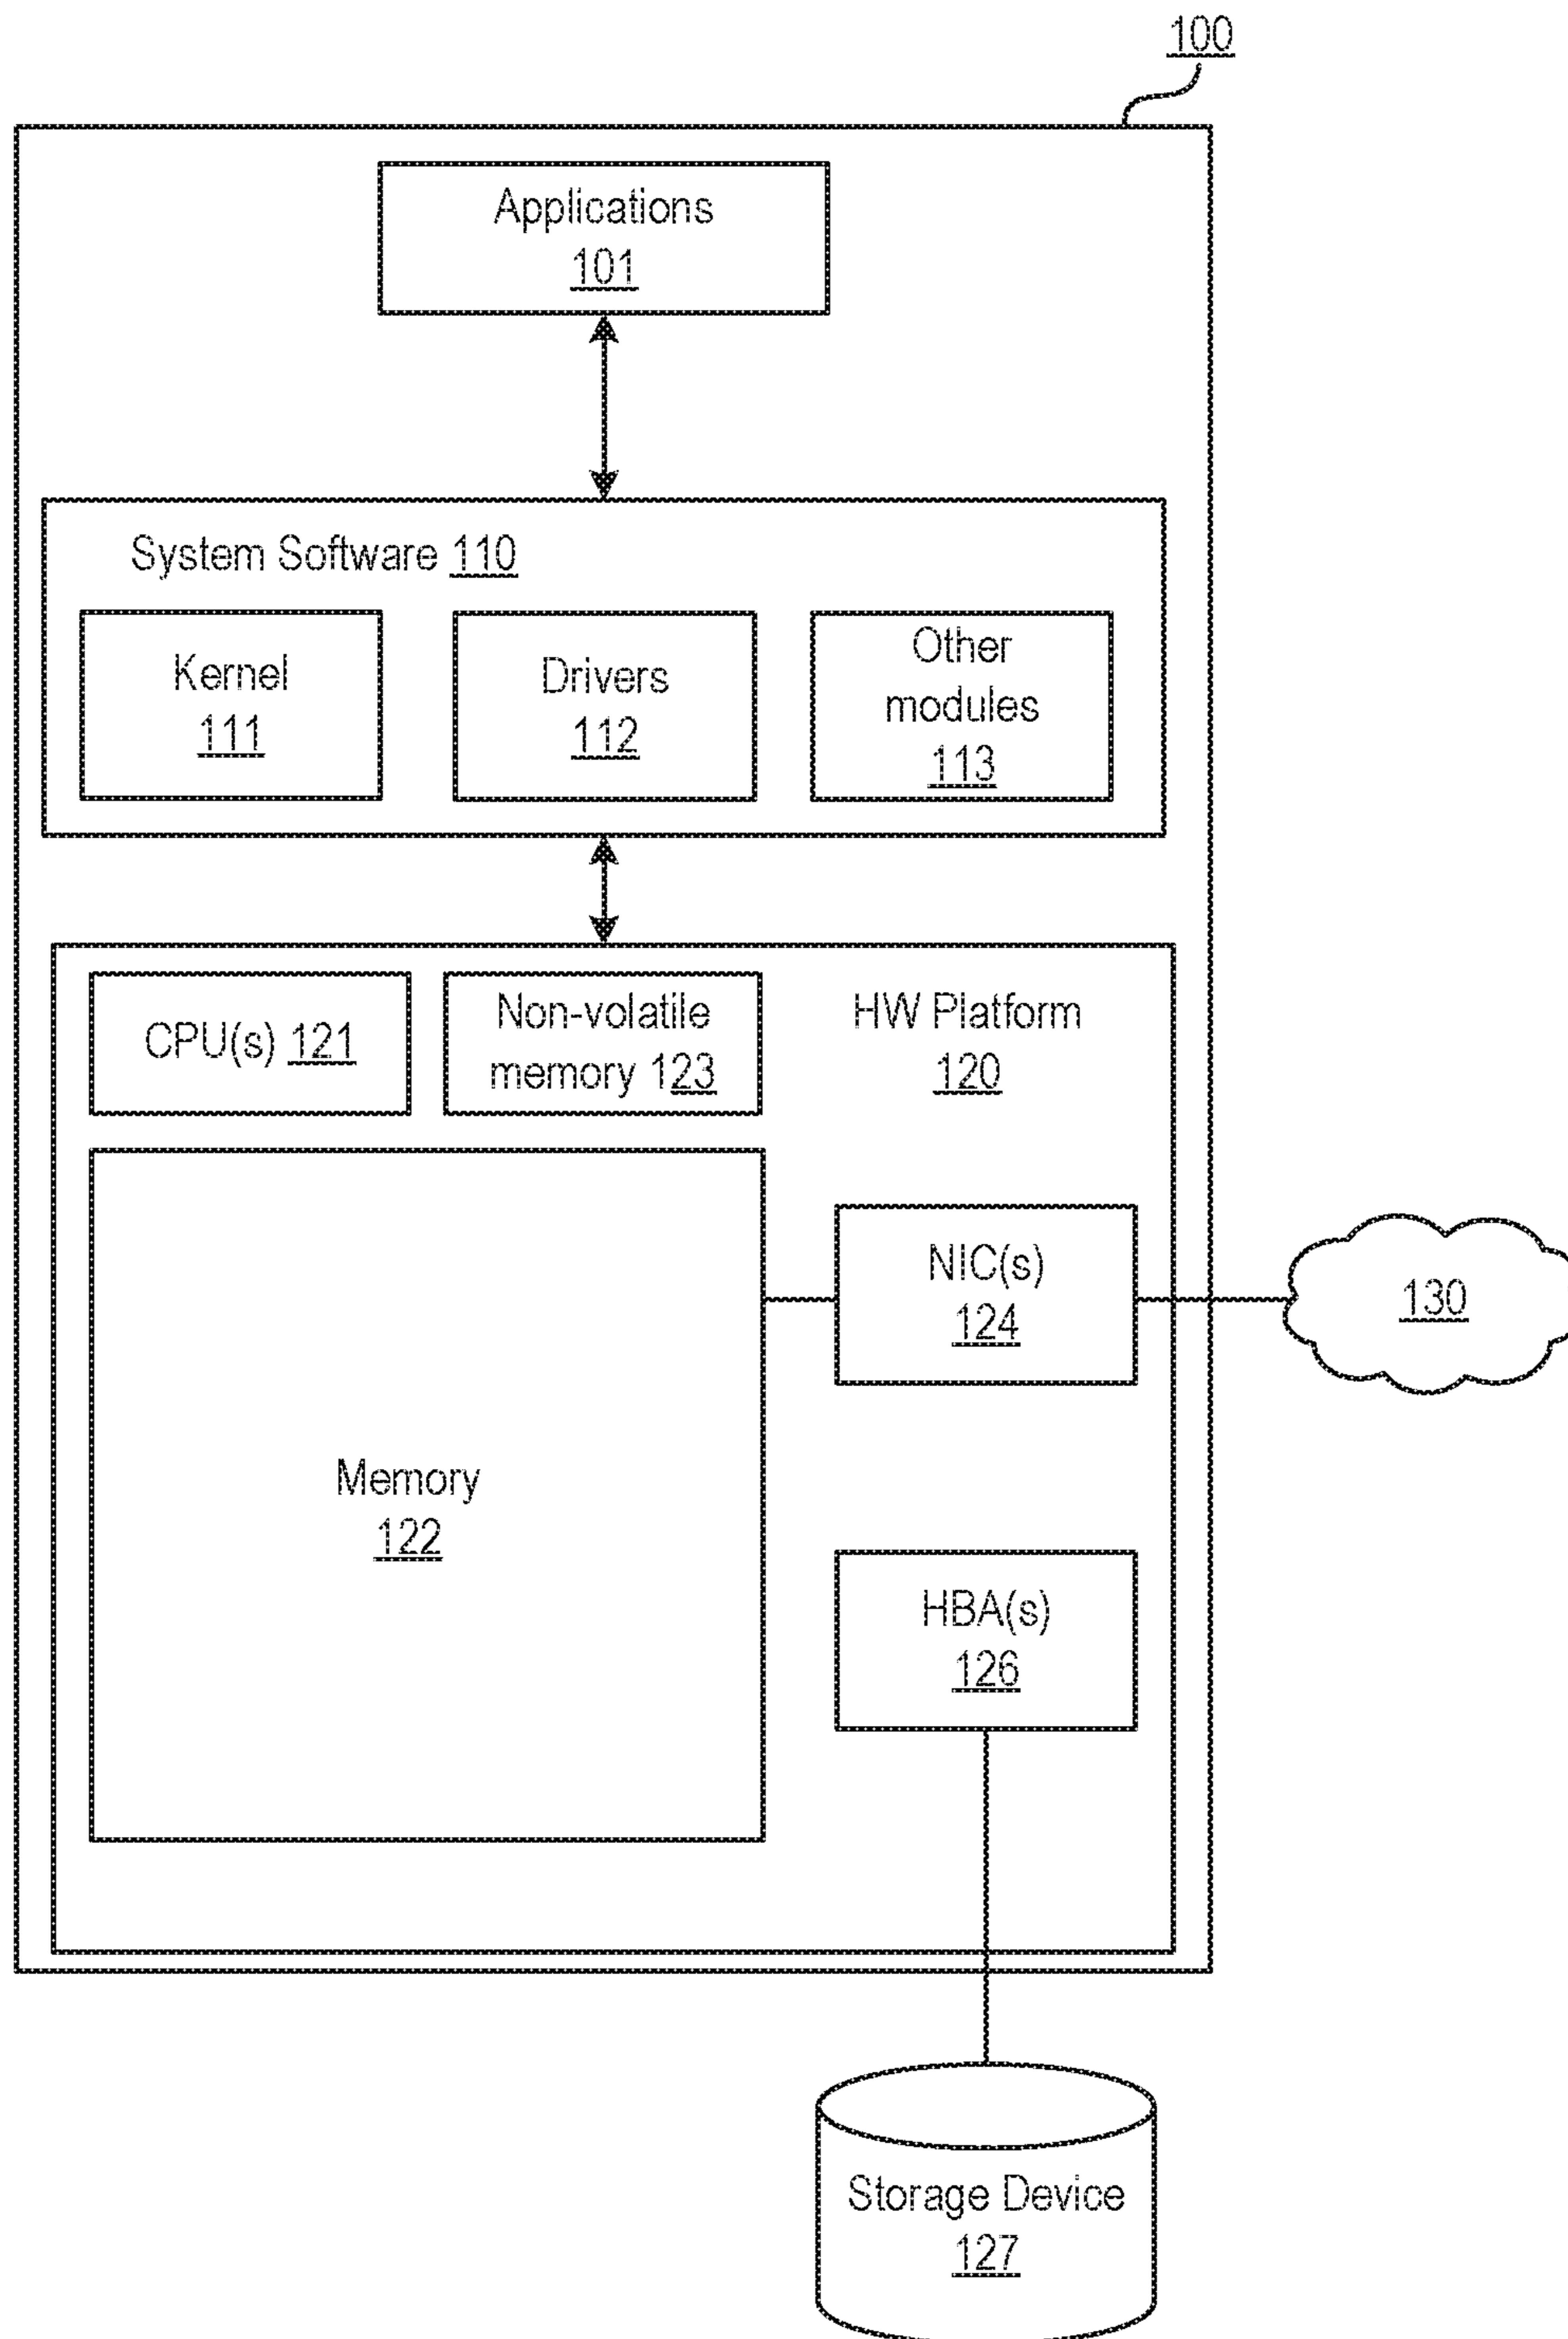 100
Applications
101
System Software 110
Kernel
111
Drivers
112
Other
modules
113
CPU(s) 121
Non-volatile
memory 123
HW Platform
120
NIC(s)
124
130
Memory
122
HBA(s)
126
Storage Device
127